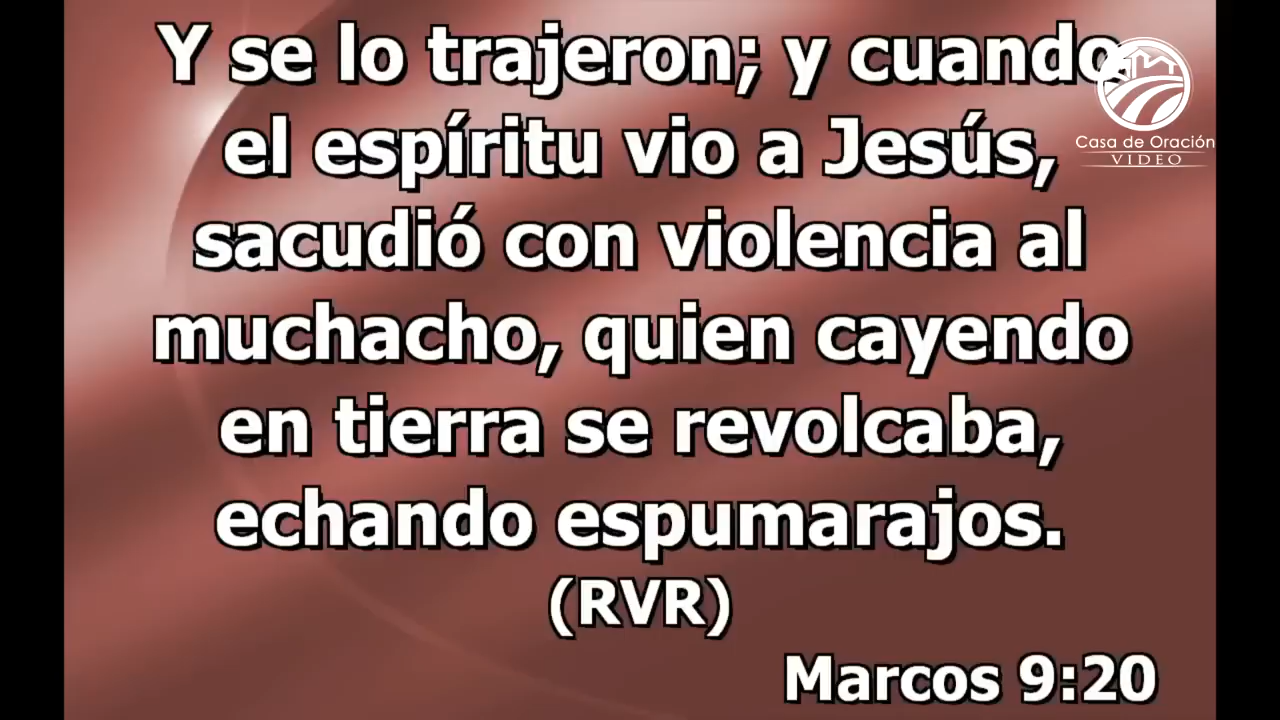 Y se lo trajeron; y cuando
el espíritu vio a Jesús,
sacudió con violencia al
muchacho, quien cayendo
en tierra se revolcaba,
echando espumarajos.
(RVR)
Marcos 9:20
Casa de Oración
VIDEO